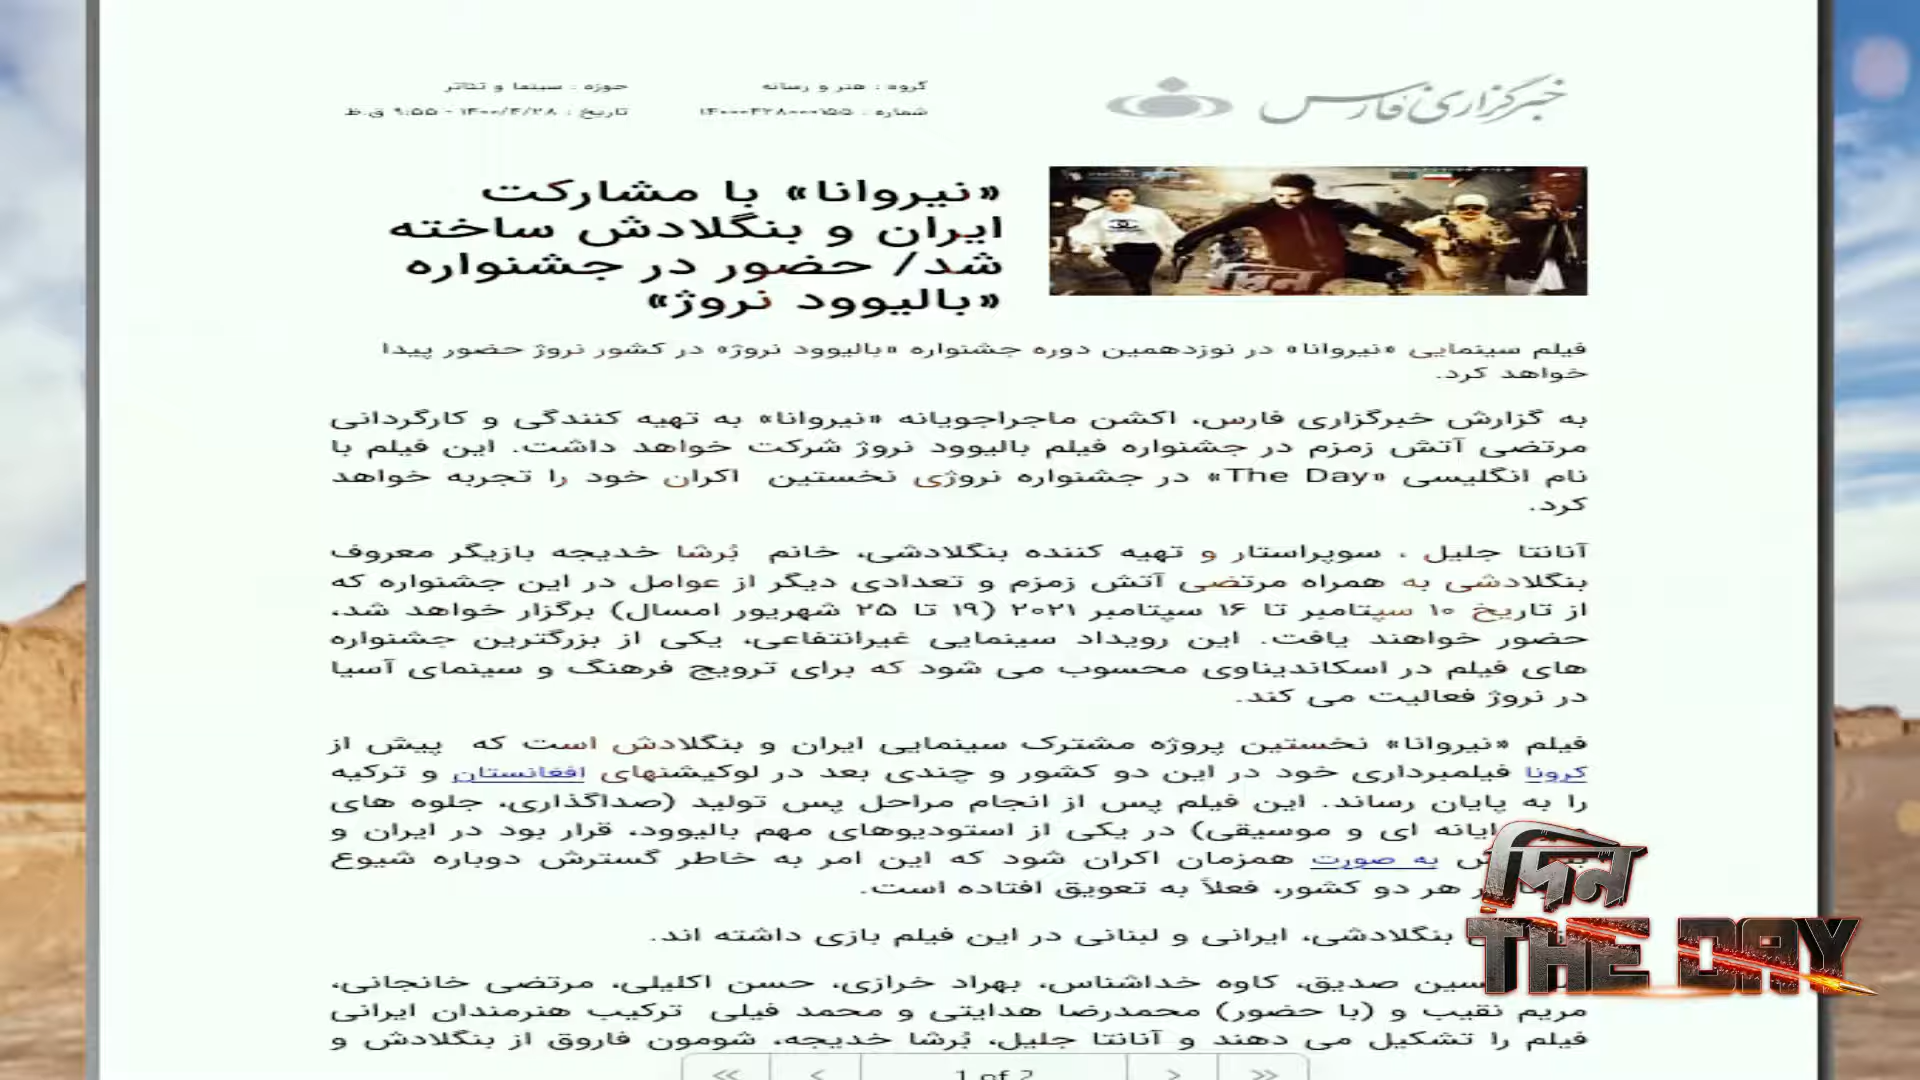 خبرگزاری فارس
گروه : هنر و رسانه
حوزه : سینما و تئاتر
شماره : ۱۴۰۰۰۴۲۸۰۰۰۱۵۵
تاریخ : ۱۴۰۰/۴/۲۸ - ۹:۵۵ ق.ظ
«نیروانا» با مشارکت
ایران و بنگلادش ساخته
شد/ حضور در جشنواره
«بالیوود نروژ»
فیلم سینمایی «نیروانا» در نوزدهمین دوره جشنواره «بالیوود نروژ» در کشور نروژ حضور پیدا
خواهد کرد.
به گزارش خبرگزاری فارس، اکشن ماجراجویانه «نیروانا» به تهیه کنندگی و کارگردانی
مرتضی آتش زمزم در جشنواره فیلم بالیوود نروژ شرکت خواهد داشت. این فیلم با
نام انگلیسی «The Day» در جشنواره نروژی نخستین اکران خود را تجربه خواهد
کرد.
آنانتا جلیل ، سوپراستار و تهیه کننده بنگلادشی، خانم بُرشا خدیجه بازیگر معروف
بنگلادشی به همراه مرتضی آتش زمزم و تعدادی دیگر از عوامل در این جشنواره که
از تاریخ ۱۰ سپتامبر تا ۱۶ سپتامبر ۲۰۲۱ (۱۹ تا ۲۵ شهریور امسال) برگزار خواهد شد،
حضور خواهند یافت. این رویداد سینمایی غیرانتفاعی، یکی از بزرگترین جشنواره
های فیلم در اسکاندیناوی محسوب می شود که برای ترویج فرهنگ و سینمای آسیا
در نروژ فعالیت می کند.
فیلم «نیروانا» نخستین پروژه مشترک سینمایی ایران و بنگلادش است که پیش از
کرونا فیلمبرداری خود در این دو کشور و چندی بعد در لوکیشنهای افغانستان و ترکیه
را به پایان رساند. این فیلم پس از انجام مراحل پس تولید (صداگذاری، جلوه های
رایانه ای و موسیقی) در یکی از استودیوهای مهم بالیوود، قرار بود در ایران و
به صورت همزمان اکران شود که این امر به خاطر گسترش دوباره شیوع
هر دو کشور، فعلاً به تعویق افتاده است.
بنگلادشی، ایرانی و لبنانی در این فیلم بازی داشته اند.
صدیق، کاوه خداشناس، بهراد خرازی، حسن اکلیلی، مرتضی خانجانی،
مریم نقیب و (با حضور) محمدرضا هدایتی و محمد فیلی ترکیب هنرمندان ایرانی
فیلم را تشکیل می دهند و آنانتا جلیل، بُرشا خدیجه، شومون فاروق از بنگلادش و
1 of 2
দিন
THE DAY